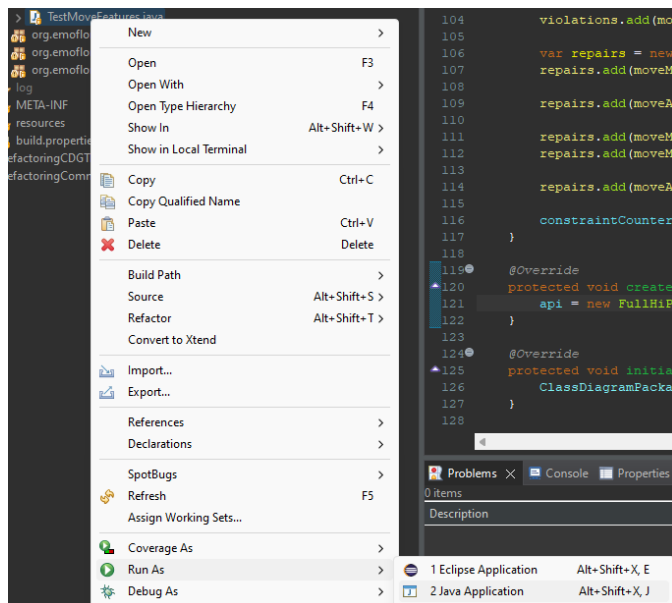 TestMoveFeatures.java
org.emoflo
org.emoflo
org.emoflo
log
META-INF
resources
build.propertie
efactoringCDGT
efactoringComm
New
Open F3
Open With
Open Type Hierarchy F4
Show In Alt+Shift+W
Show in Local Terminal
Copy Ctrl+C
Copy Qualified Name
Paste Ctrl+V
Delete Delete
Build Path
Source Alt+Shift+S
Refactor Alt+Shift+T
Convert to Xtend
Import...
Export...
References
Declarations
SpotBugs
Refresh F5
Assign Working Sets...
Coverage As
Run As
Debug As
1 Eclipse Application Alt+Shift+X, E
2 Java Application Alt+Shift+X, J
104 violations.add(mo
105
106 var repairs = new
107 repairs.add(moveM
108
109 repairs.add(moveA
110
111 repairs.add(moveM
112 repairs.add(moveM
113
114 repairs.add(moveA
115
116 constraintCounter
117 }
118
119 @Override
120 protected void create
121 api = new FullHiP
122 }
123
124 @Override
125 protected void initia
126 ClassDiagramPacka
127 }
128
Problems Console Properties
0 items
Description